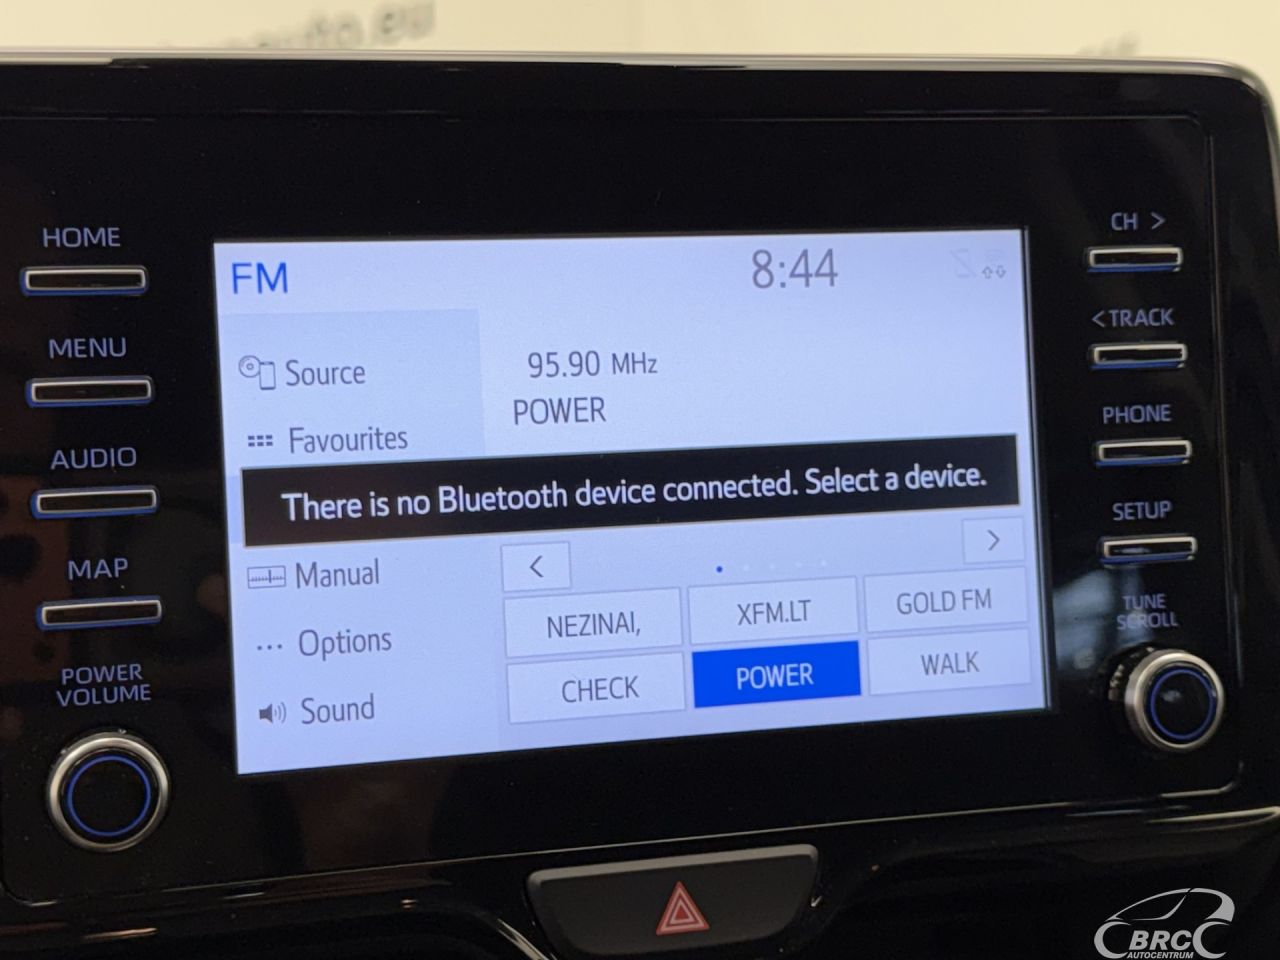 HOME
MENU
AUDIO
MAP
POWER
VOLUME
FM
8:44
Source
Favourites
95.90 MHz
POWER
There is no Bluetooth device connected. Select a device.
Manual
Options
Sound
<
>
NEZINAI,
XFM.LT
GOLD FM
CHECK
POWER
WALK
CH >
< TRACK
PHONE
SETUP
TUNE
SCROLL
BRC
AUTOCENTRUM